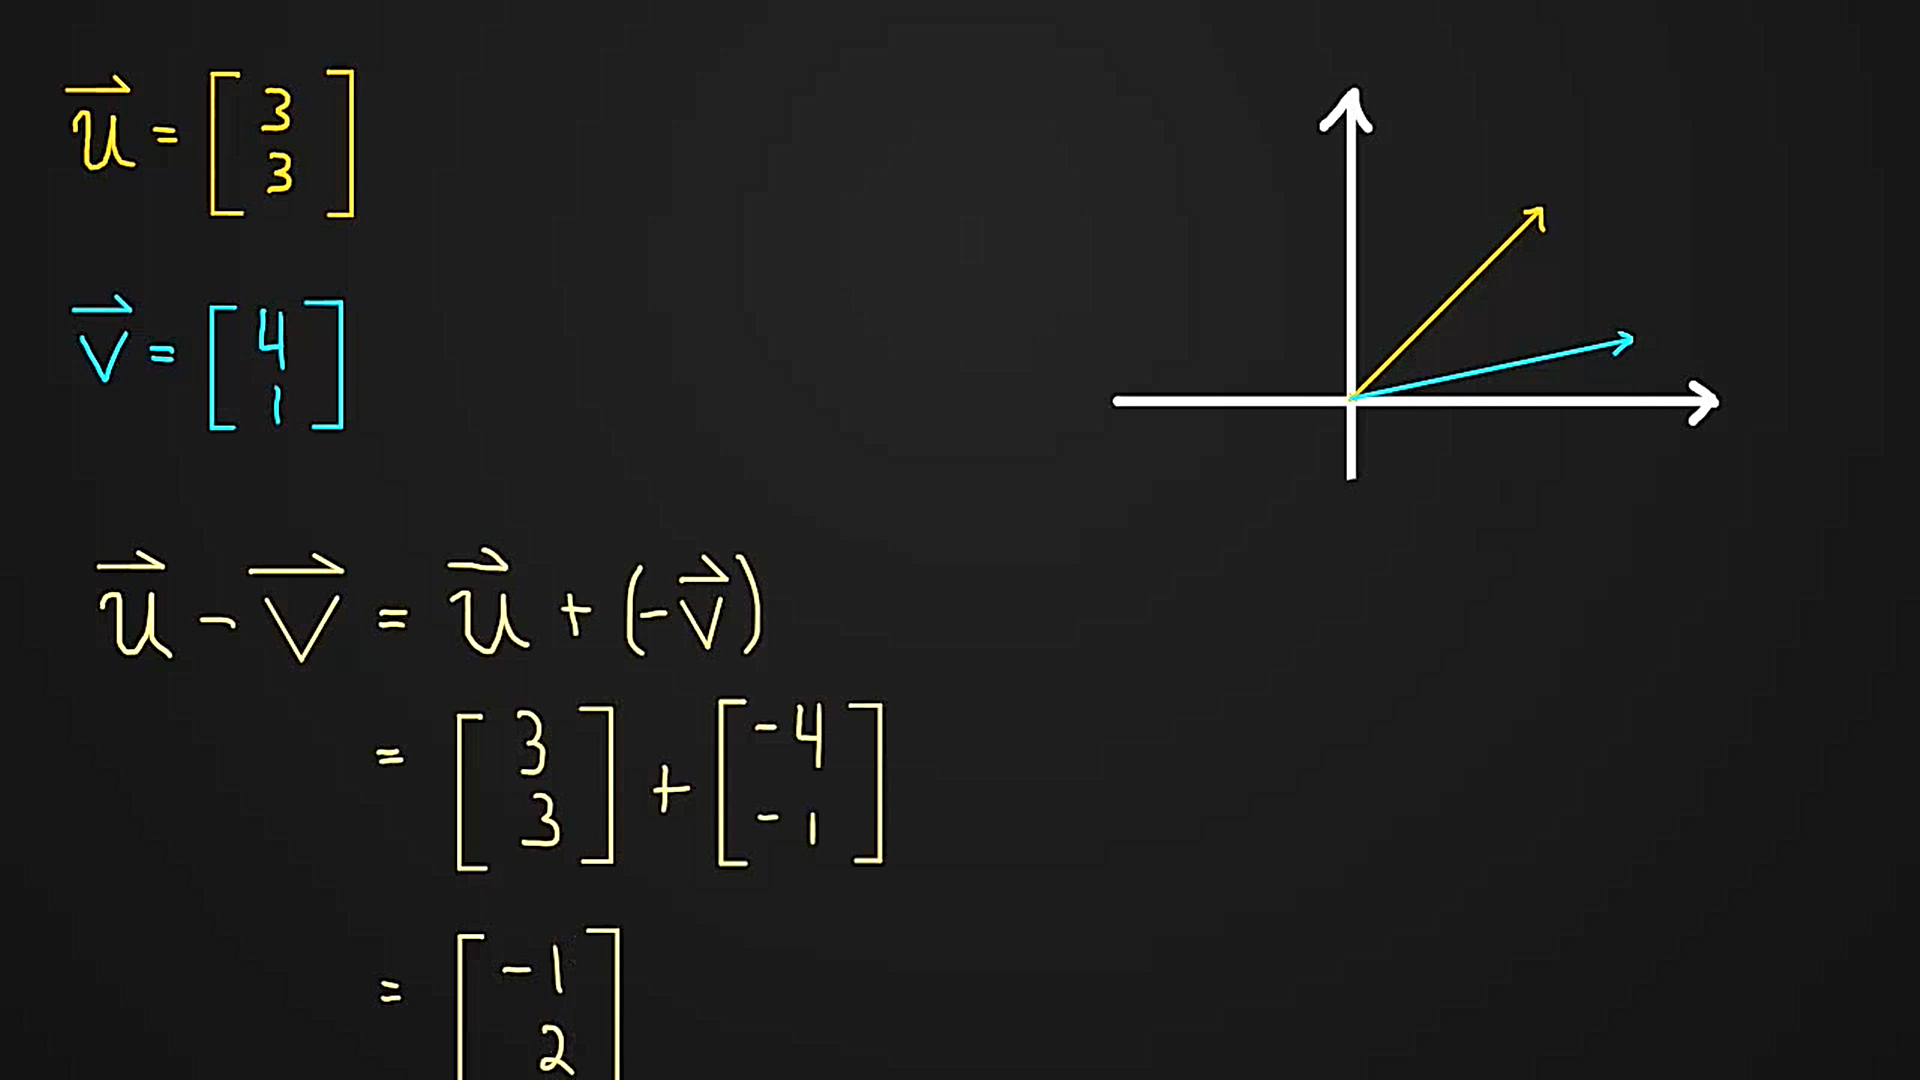 u⃗ = [ 3
3 ]
v⃗ = [ 4
1 ]
u⃗ - v⃗ = u⃗ + (-v⃗)
= [ 3
3 ] + [ -4
-1 ]
= [ -1
2 ]